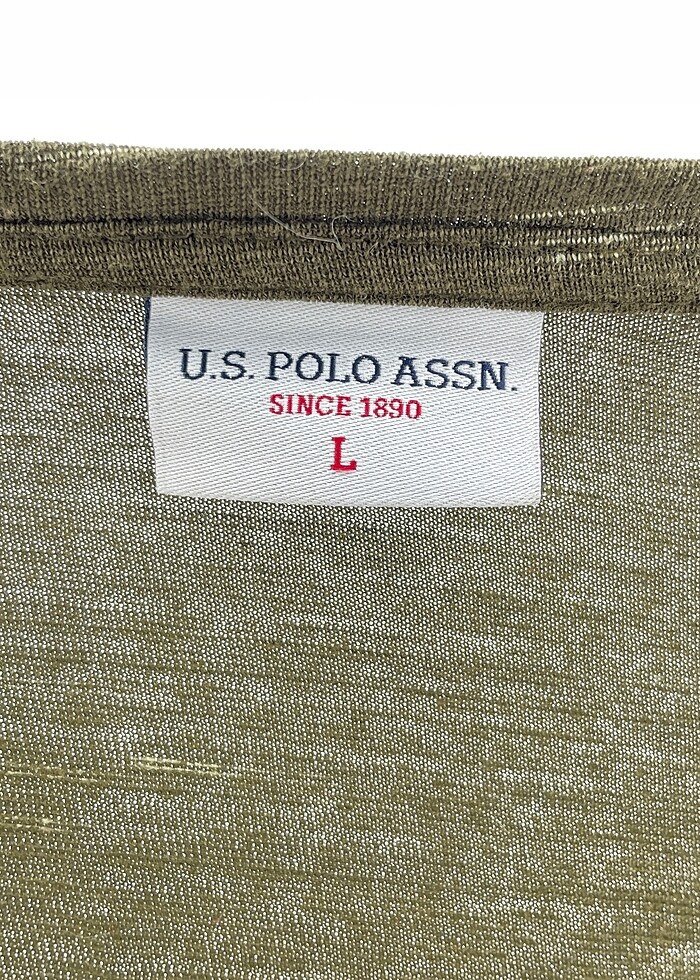 U.S. POLO ASSN.
SINCE 1890
L